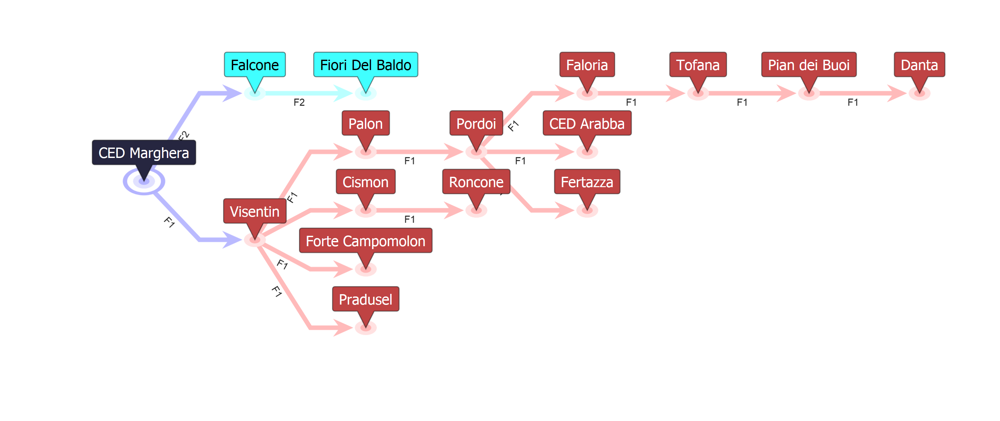 Falcone
Fiori Del Baldo
Faloria
Tofana
Pian dei Buoi
Danta
F2
F1
F1
F1
Palon
Pordoi
CED Arabba
F1
F2
CED Marghera
F1
F1
Cismon
Roncone
Fertazza
F1
Visentin
F1
F1
Forte Campomolon
F1
F1
Pradusel